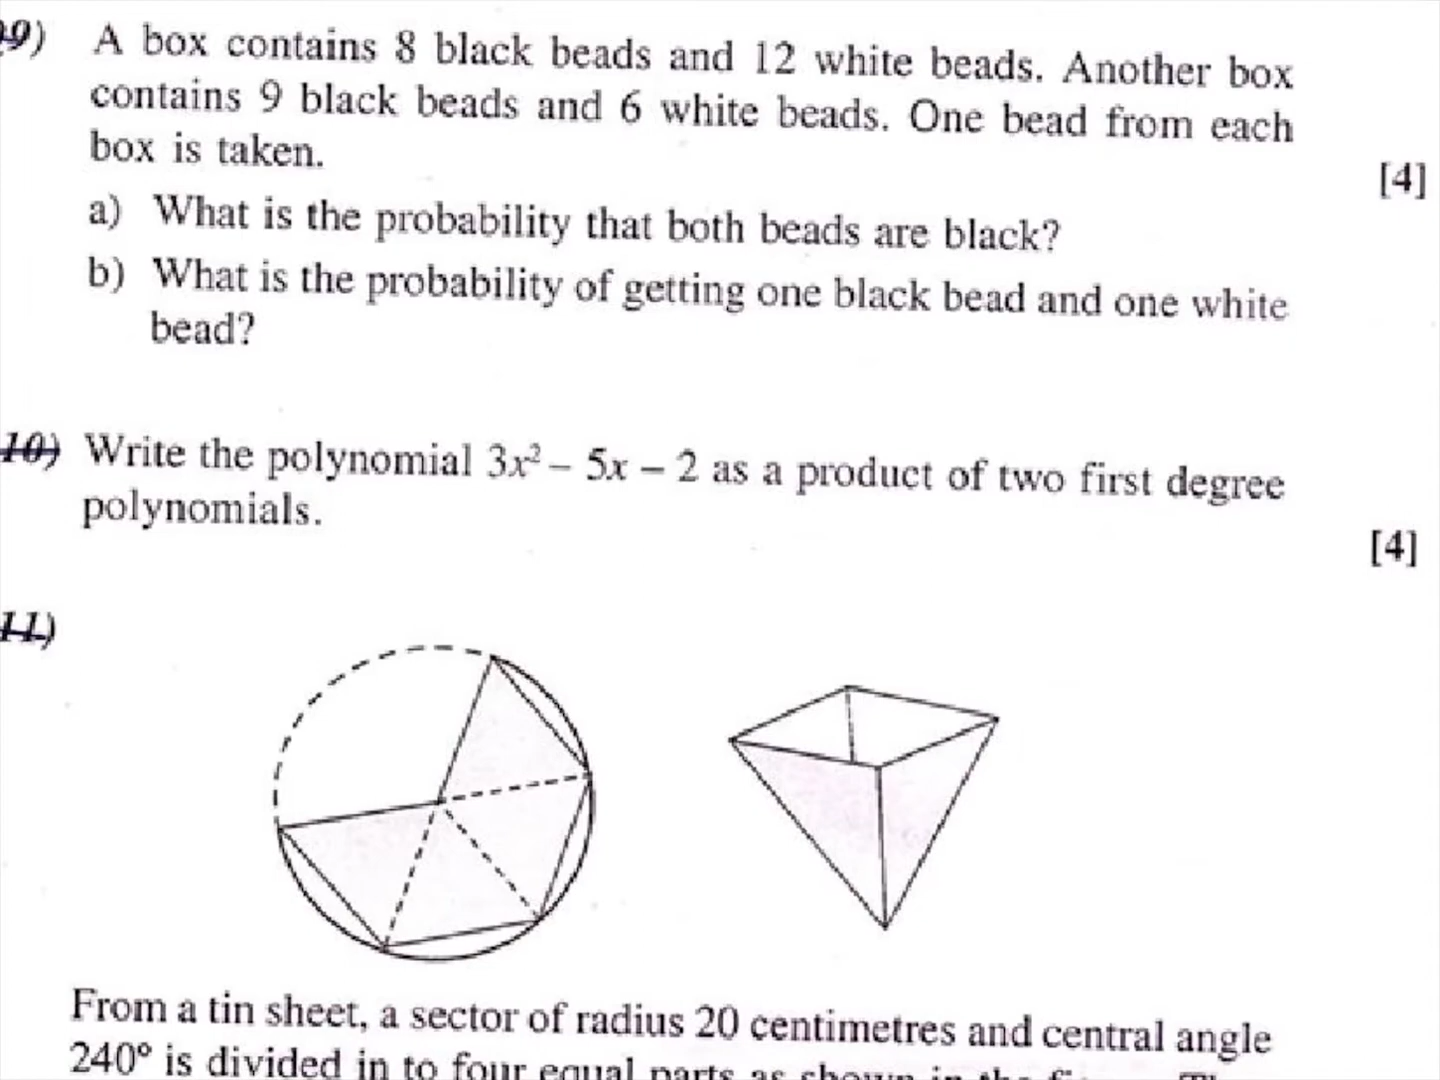 9) A box contains 8 black beads and 12 white beads. Another box
contains 9 black beads and 6 white beads. One bead from each
box is taken.
[4]
a) What is the probability that both beads are black?
b) What is the probability of getting one black bead and one white
bead?
10) Write the polynomial 3x² – 5x – 2 as a product of two first degree
polynomials.
[4]
11)
From a tin sheet, a sector of radius 20 centimetres and central angle
240° is divided in to four equal parts as shown in the